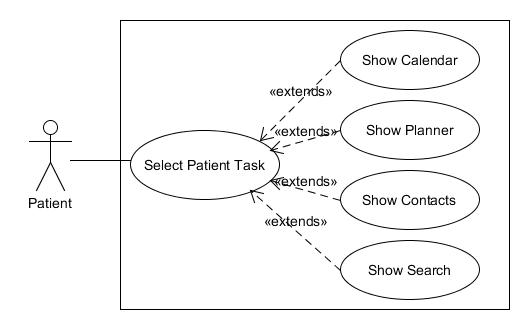 Show Calendar
«extends»
Show Planner
«extends»
Select Patient Task
«extends»
Show Contacts
Patient
«extends»
Show Search